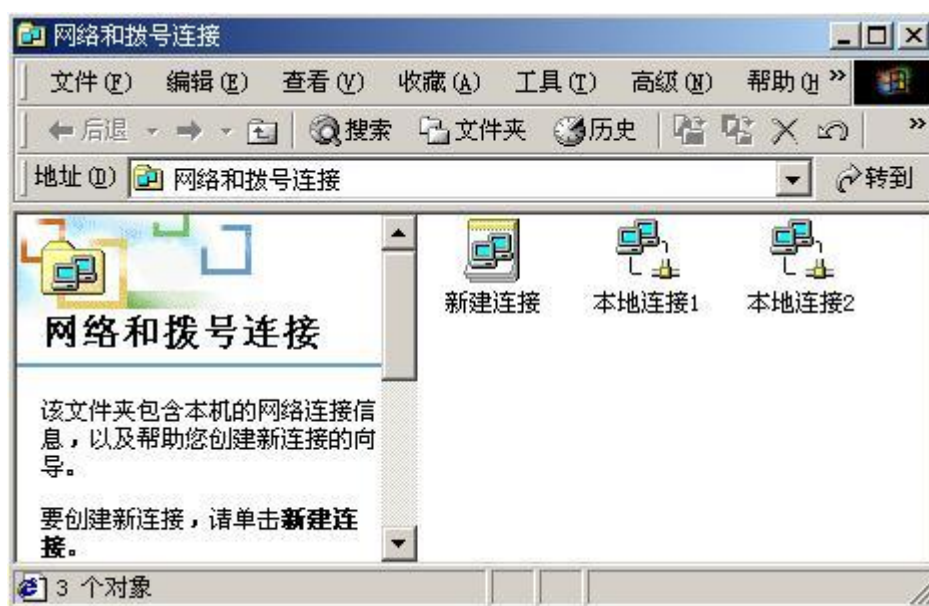 网络和拨号连接
文件(F) 编辑(E) 查看(V) 收藏(A) 工具(T) 高级(N) 帮助(H »
后退 搜索 文件夹 历史 »
地址(D) 网络和拨号连接 转到
网络和拨号连接
该文件夹包含本机的网络连接信
息，以及帮助您创建新连接的向
导。
要创建新连接，请单击新建连
接。
新建连接 本地连接1 本地连接2
3 个对象